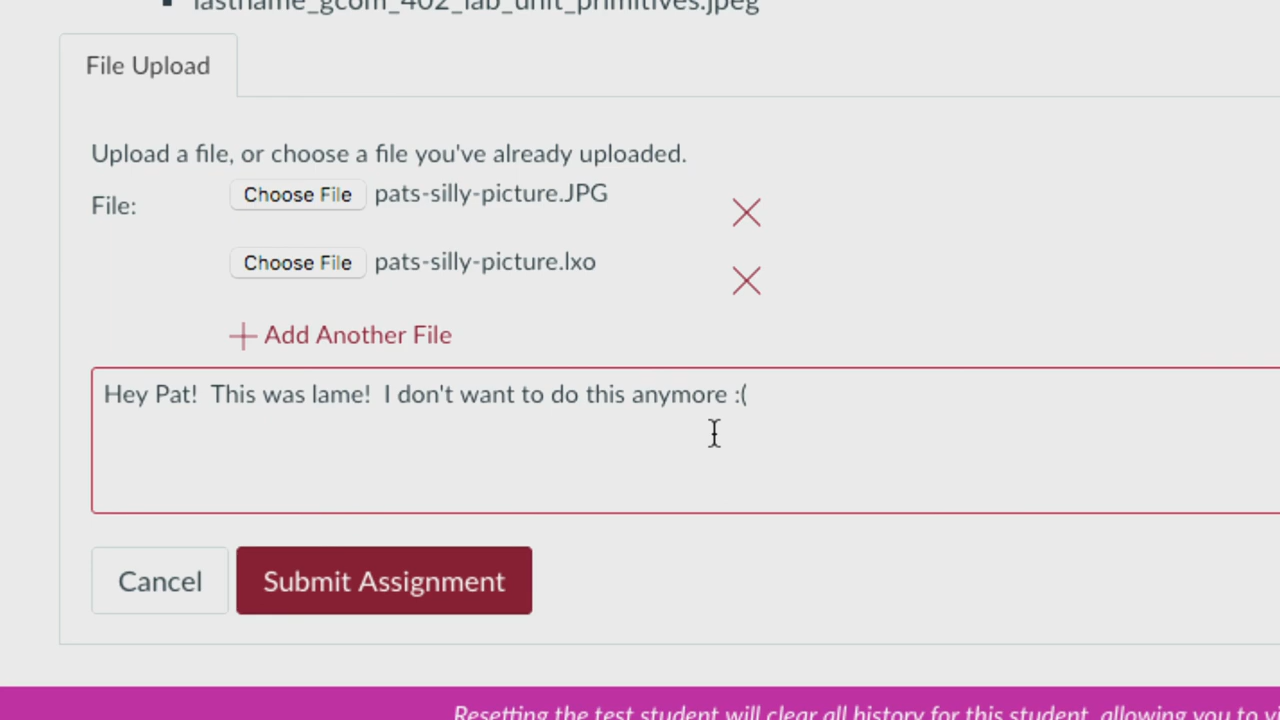 lastname_gcom_402_lab_unit_primitives.jpeg
File Upload
Upload a file, or choose a file you've already uploaded.
File:
Choose File pats-silly-picture.JPG
Choose File pats-silly-picture.lxo
Add Another File
Hey Pat!  This was lame!  I don't want to do this anymore :(
Cancel Submit Assignment
Resetting the test student will clear all history for this student, allowing you to